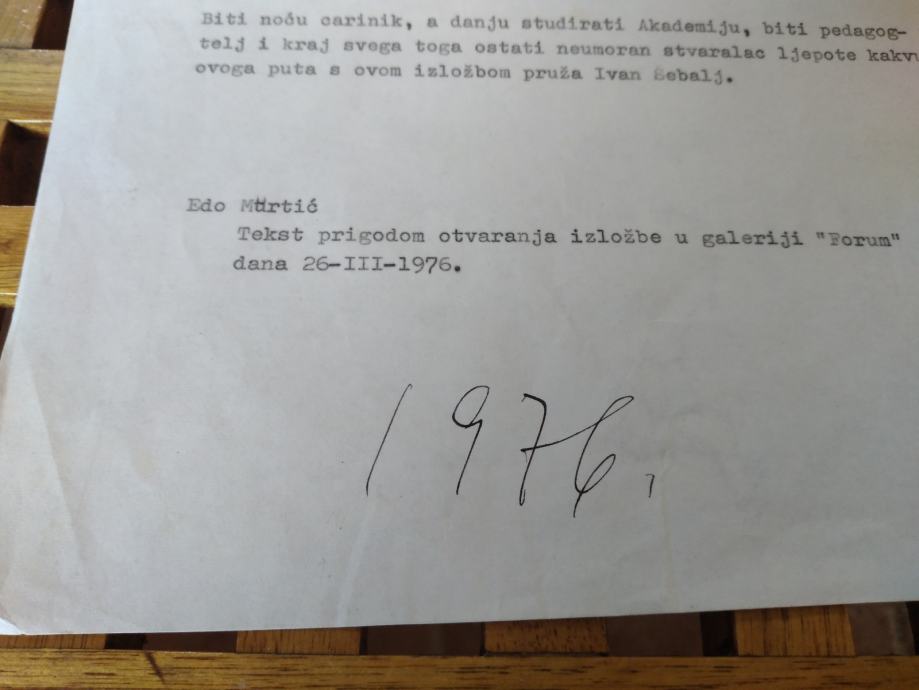 Biti noću carinik, a danju studirati Akademiju, biti pedagog-
telj i kraj svega toga ostati neumoran stvaralac ljepote kakvu
ovoga puta s ovom izložbom pruža Ivan Šebalj.
Edo Murtić
Tekst prigodom otvaranja izložbe u galeriji "Forum"
dana 26-III-1976.
1976.